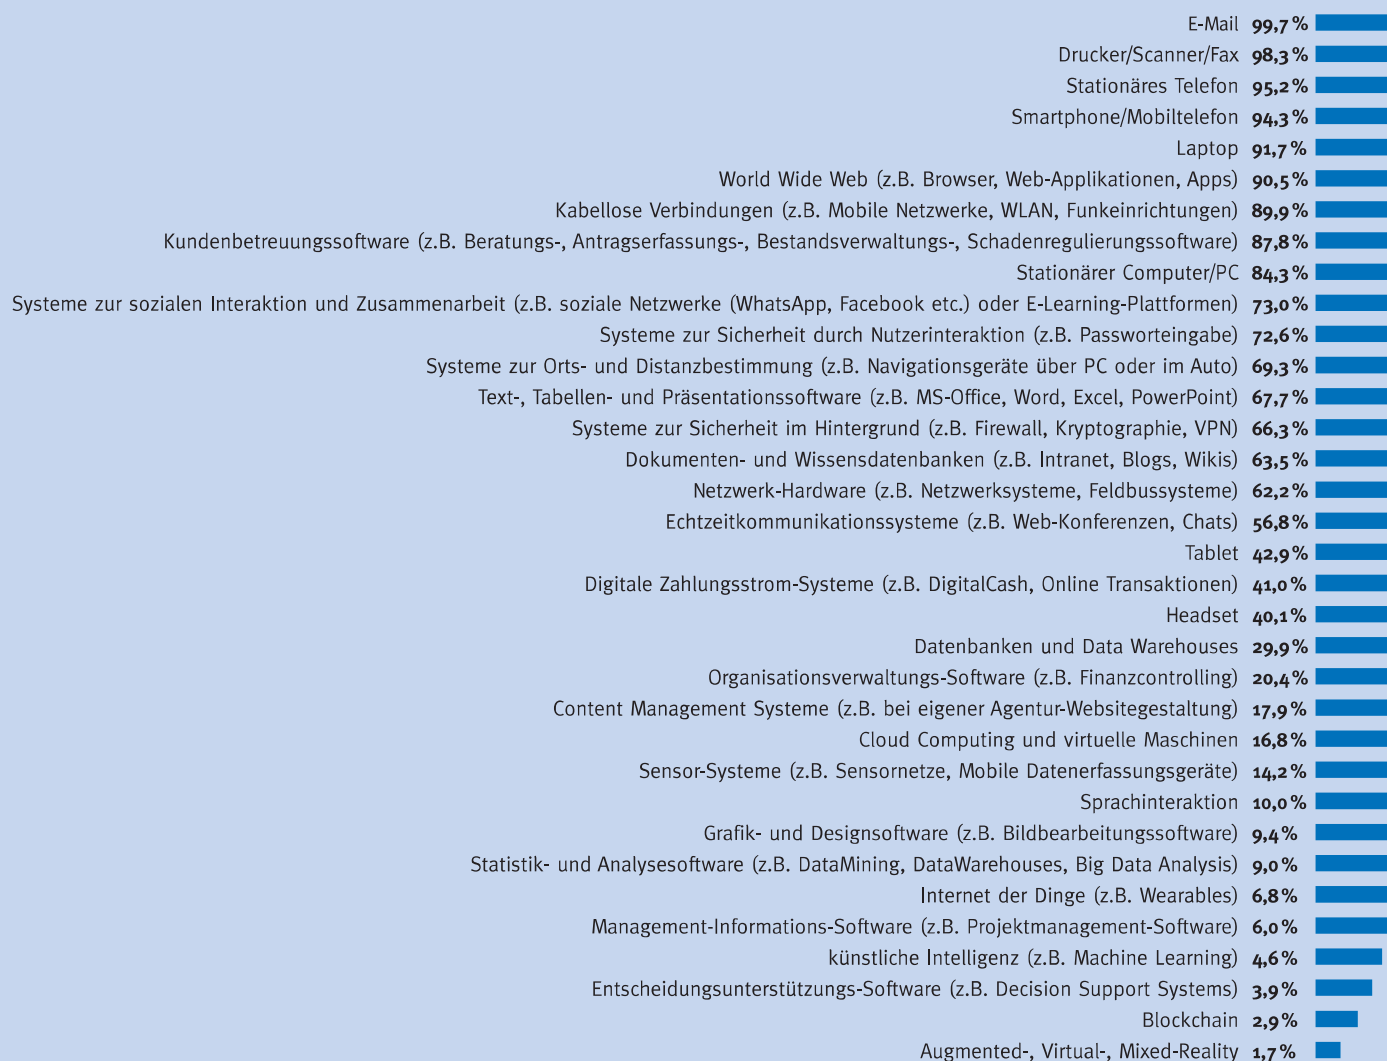 E-Mail 99,7%
Drucker/Scanner/Fax 98,3%
Stationäres Telefon 95,2%
Smartphone/Mobiltelefon 94,3%
Laptop 91,7%
World Wide Web (z.B. Browser, Web-Applikationen, Apps) 90,5%
Kabellose Verbindungen (z.B. Mobile Netzwerke, WLAN, Funkeinrichtungen) 89,9%
Kundenbetreuungssoftware (z.B. Beratungs-, Antragserfassungs-, Bestandsverwaltungs-, Schadenregulierungssoftware) 87,8%
Stationärer Computer/PC 84,3%
Systeme zur sozialen Interaktion und Zusammenarbeit (z.B. soziale Netzwerke (WhatsApp, Facebook etc.) oder E-Learning-Plattformen) 73,0%
Systeme zur Sicherheit durch Nutzerinteraktion (z.B. Passworteingabe) 72,6%
Systeme zur Orts- und Distanzbestimmung (z.B. Navigationsgeräte über PC oder im Auto) 69,3%
Text-, Tabellen- und Präsentationssoftware (z.B. MS-Office, Word, Excel, PowerPoint) 67,7%
Systeme zur Sicherheit im Hintergrund (z.B. Firewall, Kryptographie, VPN) 66,3%
Dokumenten- und Wissensdatenbanken (z.B. Intranet, Blogs, Wikis) 63,5%
Netzwerk-Hardware (z.B. Netzwerksysteme, Feldbussysteme) 62,2%
Echtzeitkommunikationssysteme (z.B. Web-Konferenzen, Chats) 56,8%
Tablet 42,9%
Digitale Zahlungsstrom-Systeme (z.B. DigitalCash, Online Transaktionen) 41,0%
Headset 40,1%
Datenbanken und Data Warehouses 29,9%
Organisationsverwaltungs-Software (z.B. Finanzcontrolling) 20,4%
Content Management Systeme (z.B. bei eigener Agentur-Websitegestaltung) 17,9%
Cloud Computing und virtuelle Maschinen 16,8%
Sensor-Systeme (z.B. Sensornetze, Mobile Datenerfassungsgeräte) 14,2%
Sprachinteraktion 10,0%
Grafik- und Designsoftware (z.B. Bildbearbeitungssoftware) 9,4%
Statistik- und Analysesoftware (z.B. DataMining, DataWarehouses, Big Data Analysis) 9,0%
Internet der Dinge (z.B. Wearables) 6,8%
Management-Informations-Software (z.B. Projektmanagement-Software) 6,0%
künstliche Intelligenz (z.B. Machine Learning) 4,6%
Entscheidungsunterstützungs-Software (z.B. Decision Support Systems) 3,9%
Blockchain 2,9%
Augmented-, Virtual-, Mixed-Reality 1,7%